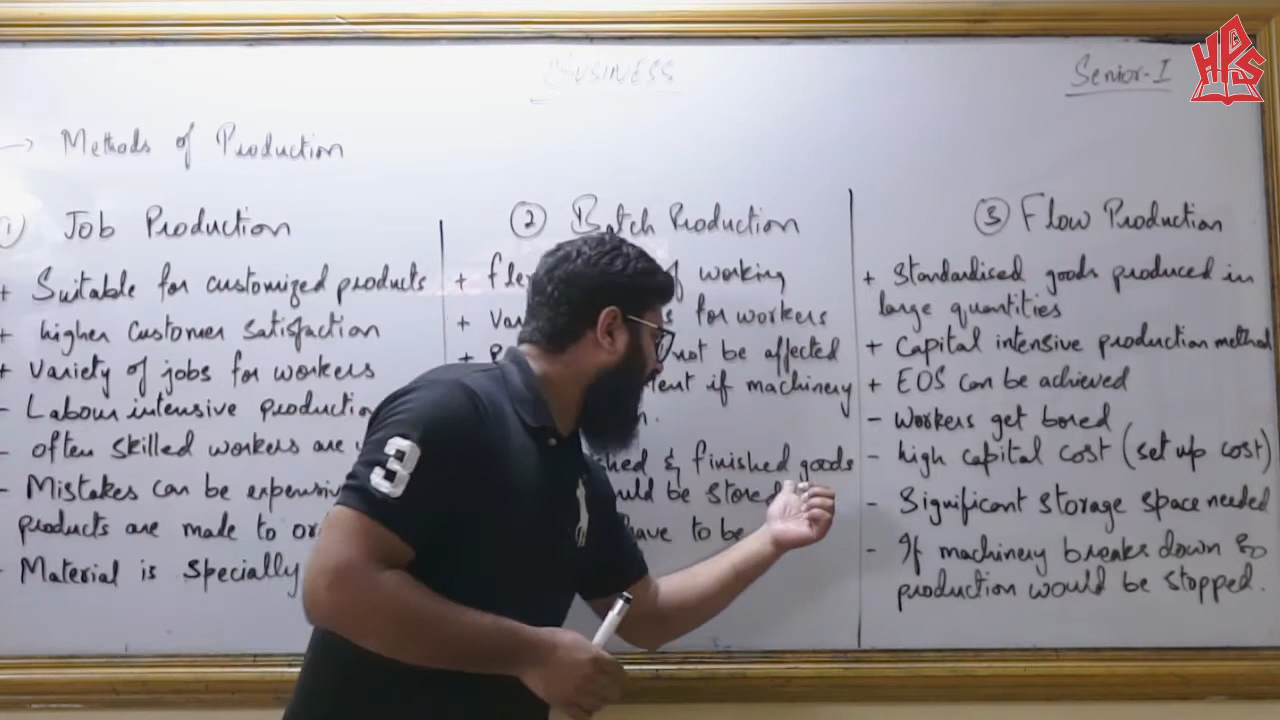 BUSINESS
Senior-I
HPGS
→ Methods of Production
① Job Production
+ Suitable for customized products
+ higher customer satisfaction
+ Variety of jobs for workers
- Labour intensive production
- often skilled workers are
- Mistakes can be expensive
products are made to
- Material is specially
② Batch Production
+ of working
+ for workers
+ not be affected
if machinery
& finished goods
be stored
have to be
③ Flow Production
+ Standardised goods produced in
large quantities
+ Capital intensive production method
+ EOS can be achieved
- Workers get bored
- high capital cost (set up cost)
- Significant storage space needed
- If machinery breaks down so
production would be stopped.
3